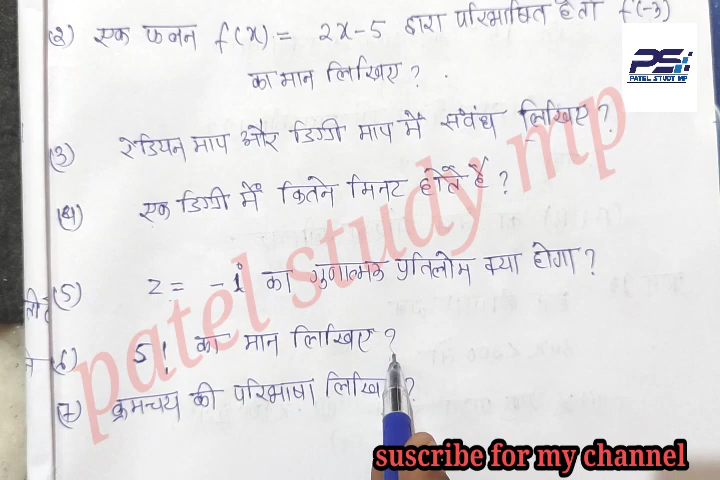 (2) एक फलन f(x) = 2x-5 द्वारा परिभाषित है तो f(-3)
का मान लिखिए ?
PS
PATEL STUDY MP
(3) रेडियन माप और डिग्री माप में संबंध लिखिए ?
(4) एक डिग्री में कितने मिनट होते हैं ?
(5) z = -i का गुणात्मक प्रतिलोम क्या होगा ?
(6) 5! का मान लिखिए ?
(7) क्रमचय की परिभाषा लिखि ?
patel study mp
suscribe for my channel